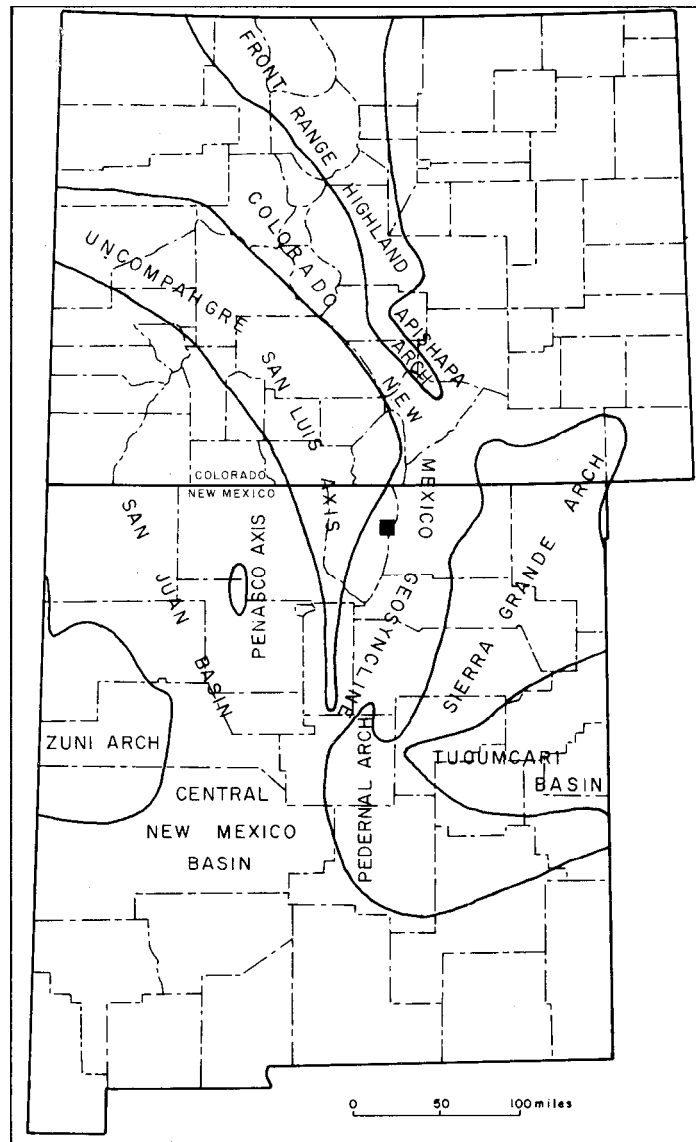 FRONT RANGE HIGHLAND
COLORADO
UNCOMPAHGRE
APISHAPA
ARCH
SAN LUIS AXIS
NEW MEXICO
GEOSYNCLINE
COLORADO
NEW MEXICO
SAN JUAN BASIN
PENASCO AXIS
SIERRA GRANDE ARCH
ZUNI ARCH
TUCUMCARI
BASIN
PEDERNAL ARCH
CENTRAL
NEW MEXICO
BASIN
0 50 100 miles